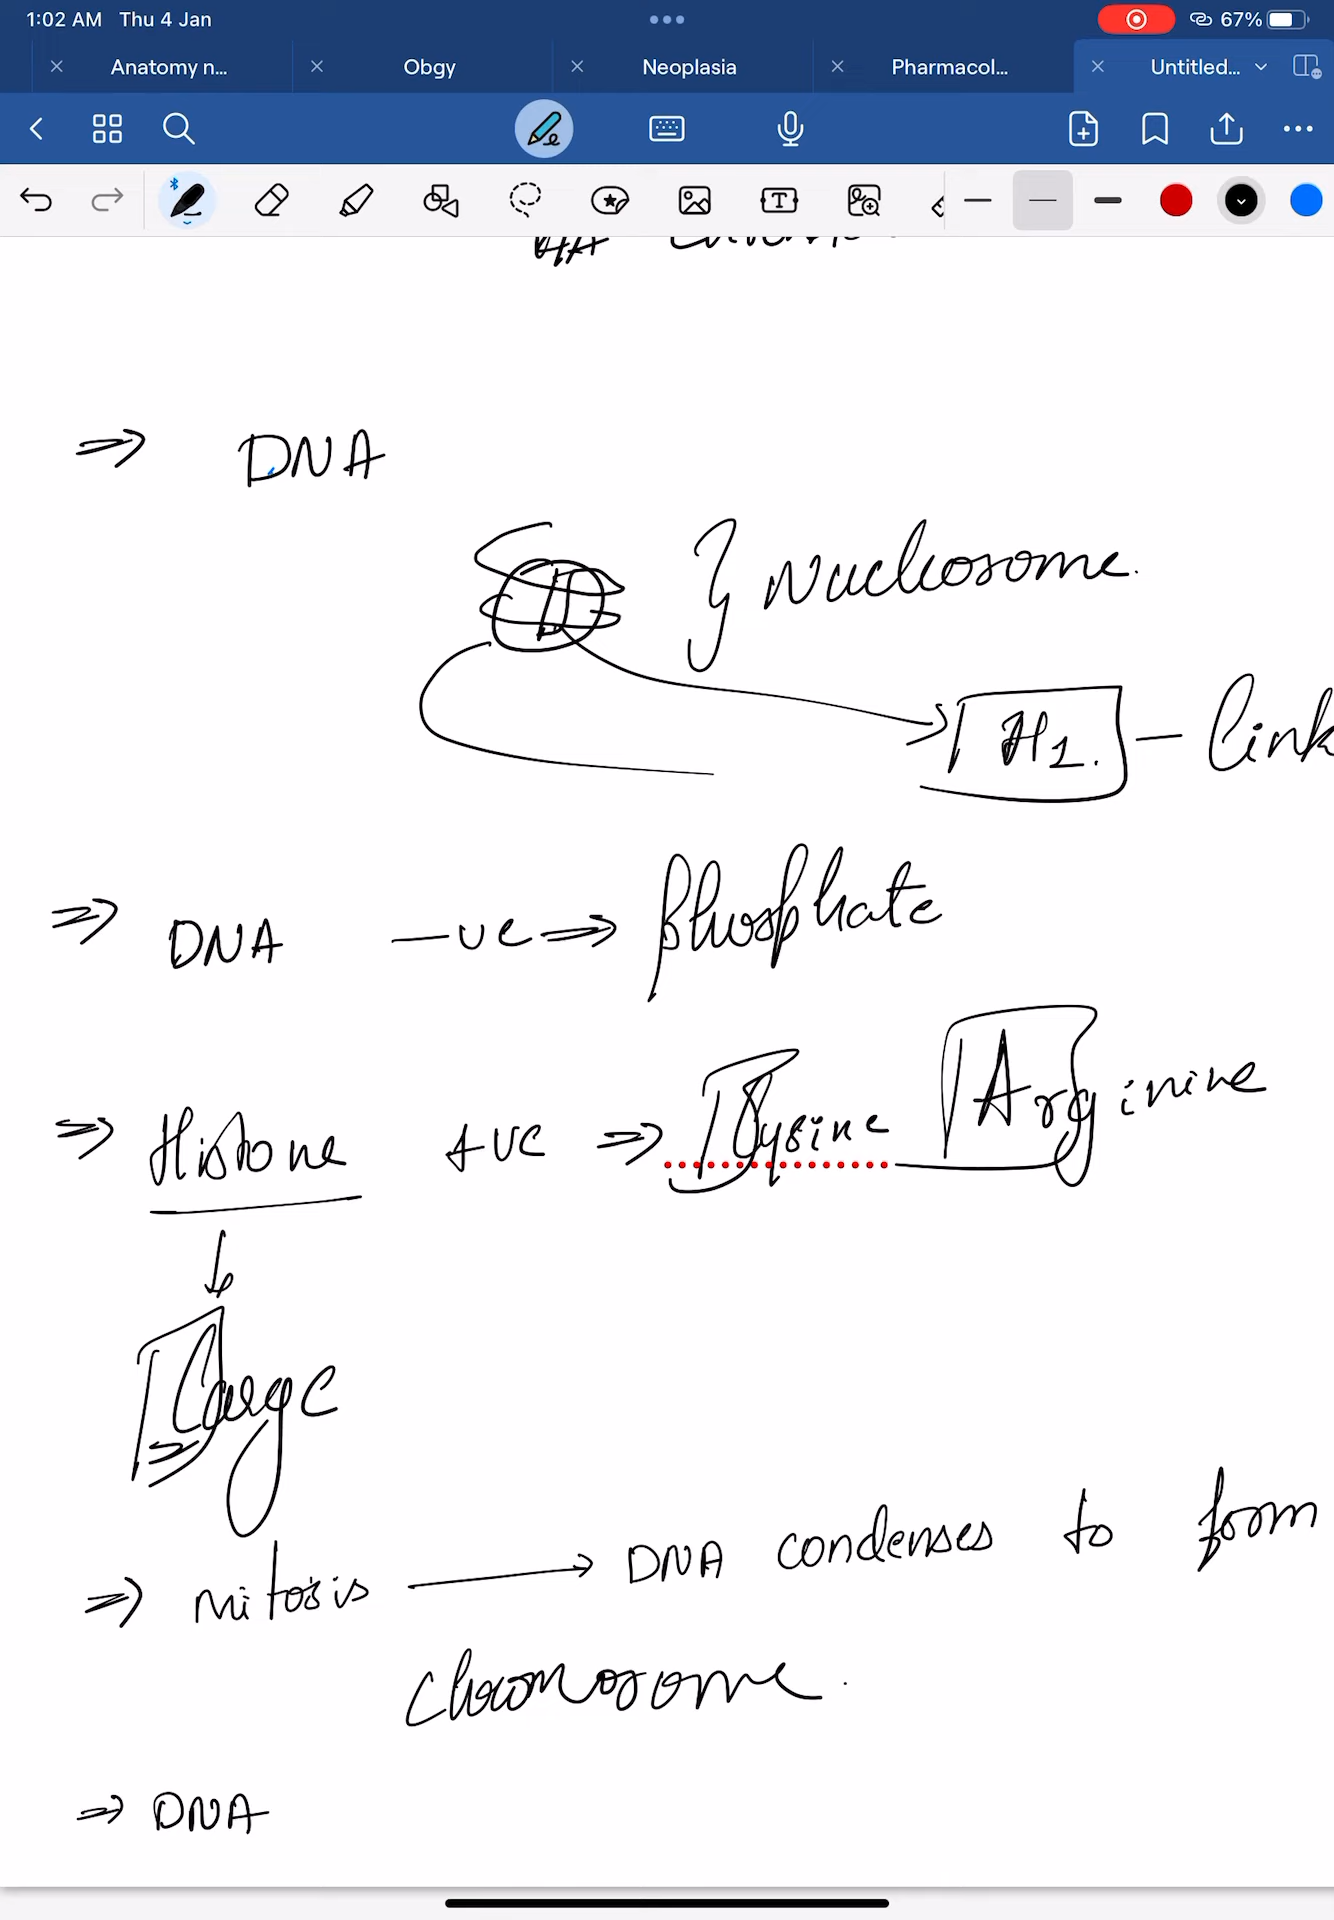 1:02 AM Thu 4 Jan
67%
Anatomy n...
Obgy
Neoplasia
Pharmacol...
Untitled...
⇒ DNA
} Nucleosome.
H1. — link
⇒ DNA -ve ⇒ Phosphate
⇒ Histone +ve ⇒ Lysine Arginine
↓
Large
⇒ mitosis → DNA condenses to form
chromosome.
⇒ DNA